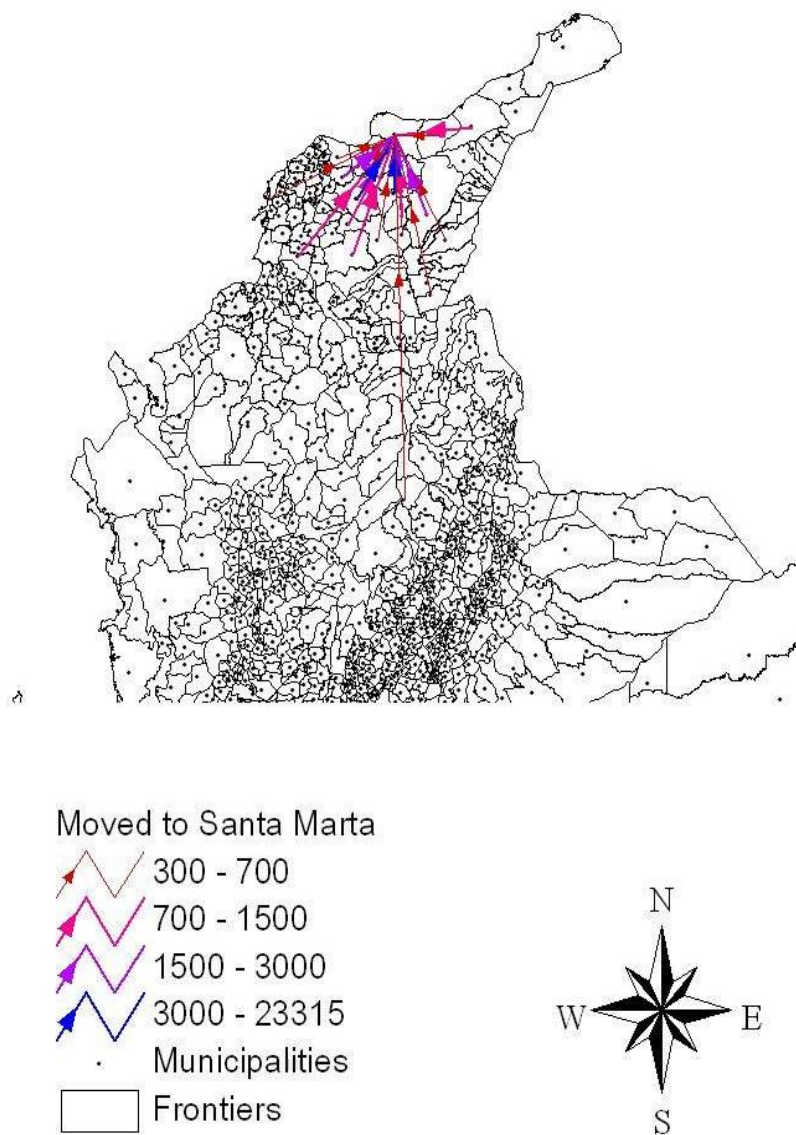 Moved to Santa Marta
300 - 700
700 - 1500
1500 - 3000
3000 - 23315
Municipalities
Frontiers
N
W E
S